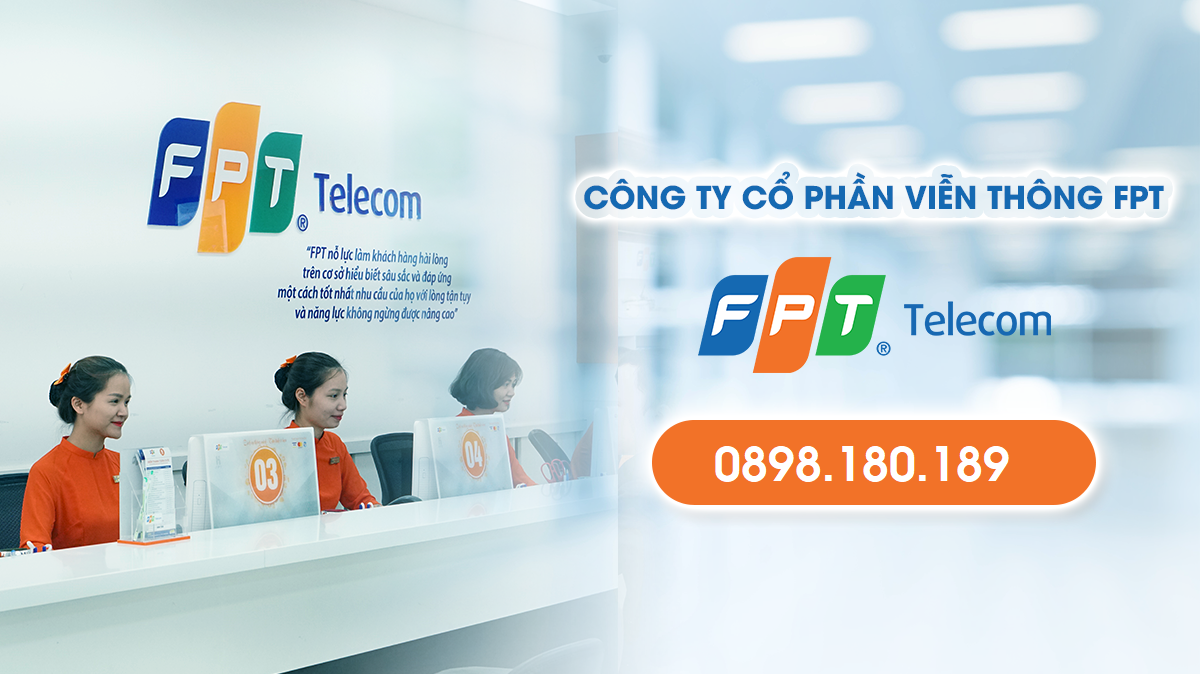 FPT
®
Telecom
"FPT nỗ lực làm khách hàng hài lòng
trên cơ sở hiểu biết sâu sắc và đáp ứng
một cách tốt nhất nhu cầu của họ với lòng tận tụy
và năng lực không ngừng được nâng cao"
03
04
CÔNG TY CỔ PHẦN VIỄN THÔNG FPT
FPT
®
Telecom
0898.180.189